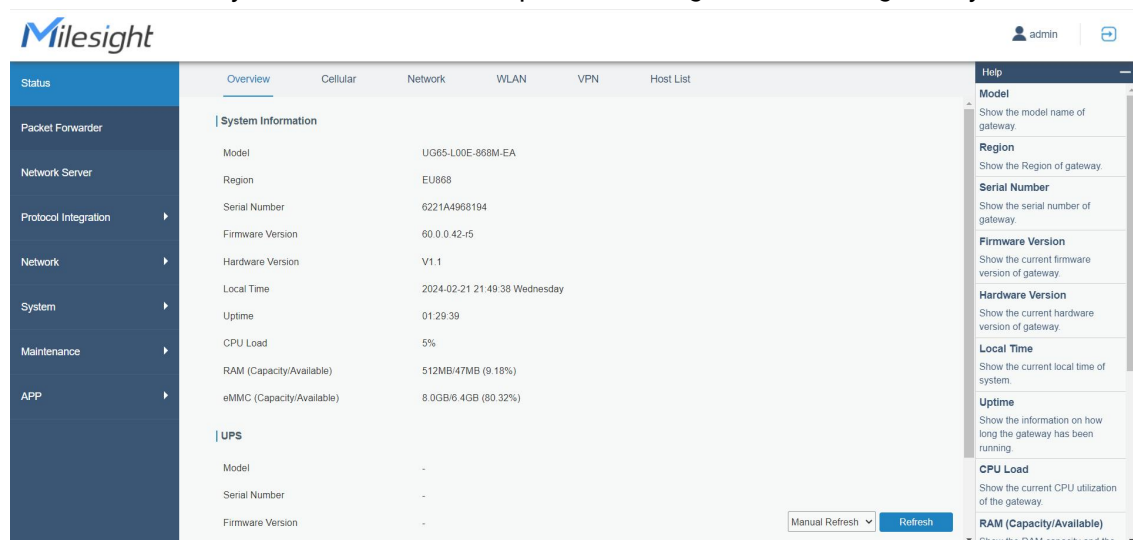 Milesight
admin
Status
Packet Forwarder
Network Server
Protocol Integration
Network
System
Maintenance
APP
Overview Cellular Network WLAN VPN Host List
System Information
Model UG65-L00E-868M-EA
Region EU868
Serial Number 6221A4968194
Firmware Version 60.0.0.42-r5
Hardware Version V1.1
Local Time 2024-02-21 21:49:38 Wednesday
Uptime 01:29:39
CPU Load 5%
RAM (Capacity/Available) 512MB/47MB (9.18%)
eMMC (Capacity/Available) 8.0GB/6.4GB (80.32%)
UPS
Model -
Serial Number -
Firmware Version -
Manual Refresh Refresh
Help
Model
Show the model name of
gateway.
Region
Show the Region of gateway.
Serial Number
Show the serial number of
gateway.
Firmware Version
Show the current firmware
version of gateway.
Hardware Version
Show the current hardware
version of gateway.
Local Time
Show the current local time of
system.
Uptime
Show the information on how
long the gateway has been
running.
CPU Load
Show the current CPU utilization
of the gateway.
RAM (Capacity/Available)